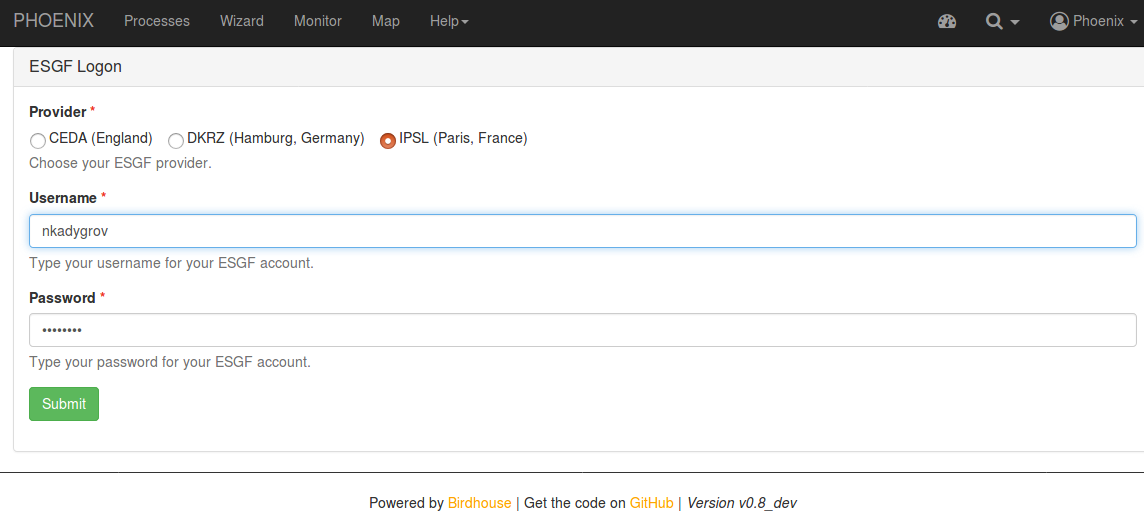 PHOENIX Processes Wizard Monitor Map Help Phoenix
ESGF Logon
Provider *
CEDA (England) DKRZ (Hamburg, Germany) IPSL (Paris, France)
Choose your ESGF provider.
Username *
nkadygrov
Type your username for your ESGF account.
Password *
••••••••
Type your password for your ESGF account.
Submit
Powered by Birdhouse | Get the code on GitHub | Version v0.8_dev